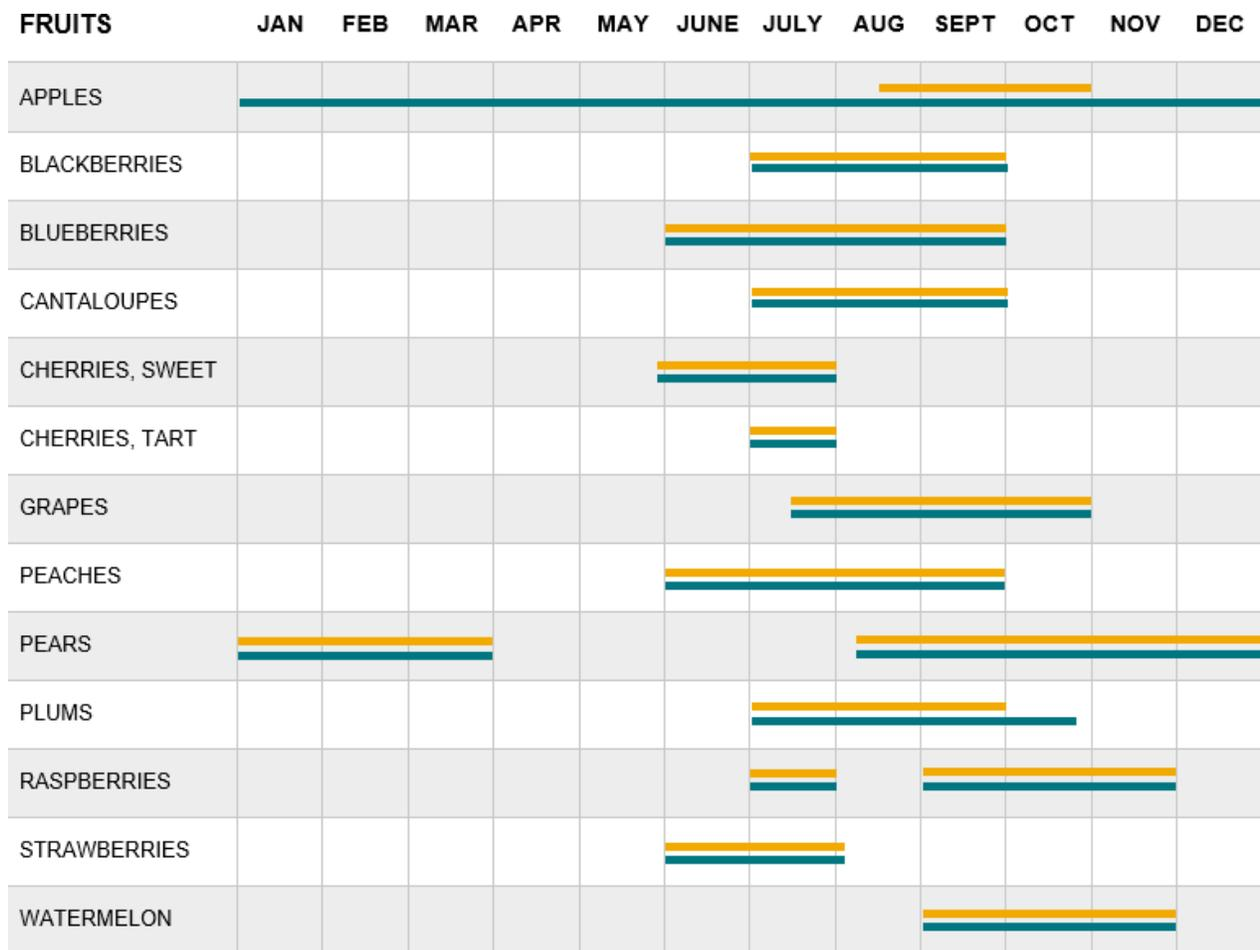 FRUITS JAN FEB MAR APR MAY JUNE JULY AUG SEPT OCT NOV DEC
APPLES
BLACKBERRIES
BLUEBERRIES
CANTALOUPES
CHERRIES, SWEET
CHERRIES, TART
GRAPES
PEACHES
PEARS
PLUMS
RASPBERRIES
STRAWBERRIES
WATERMELON